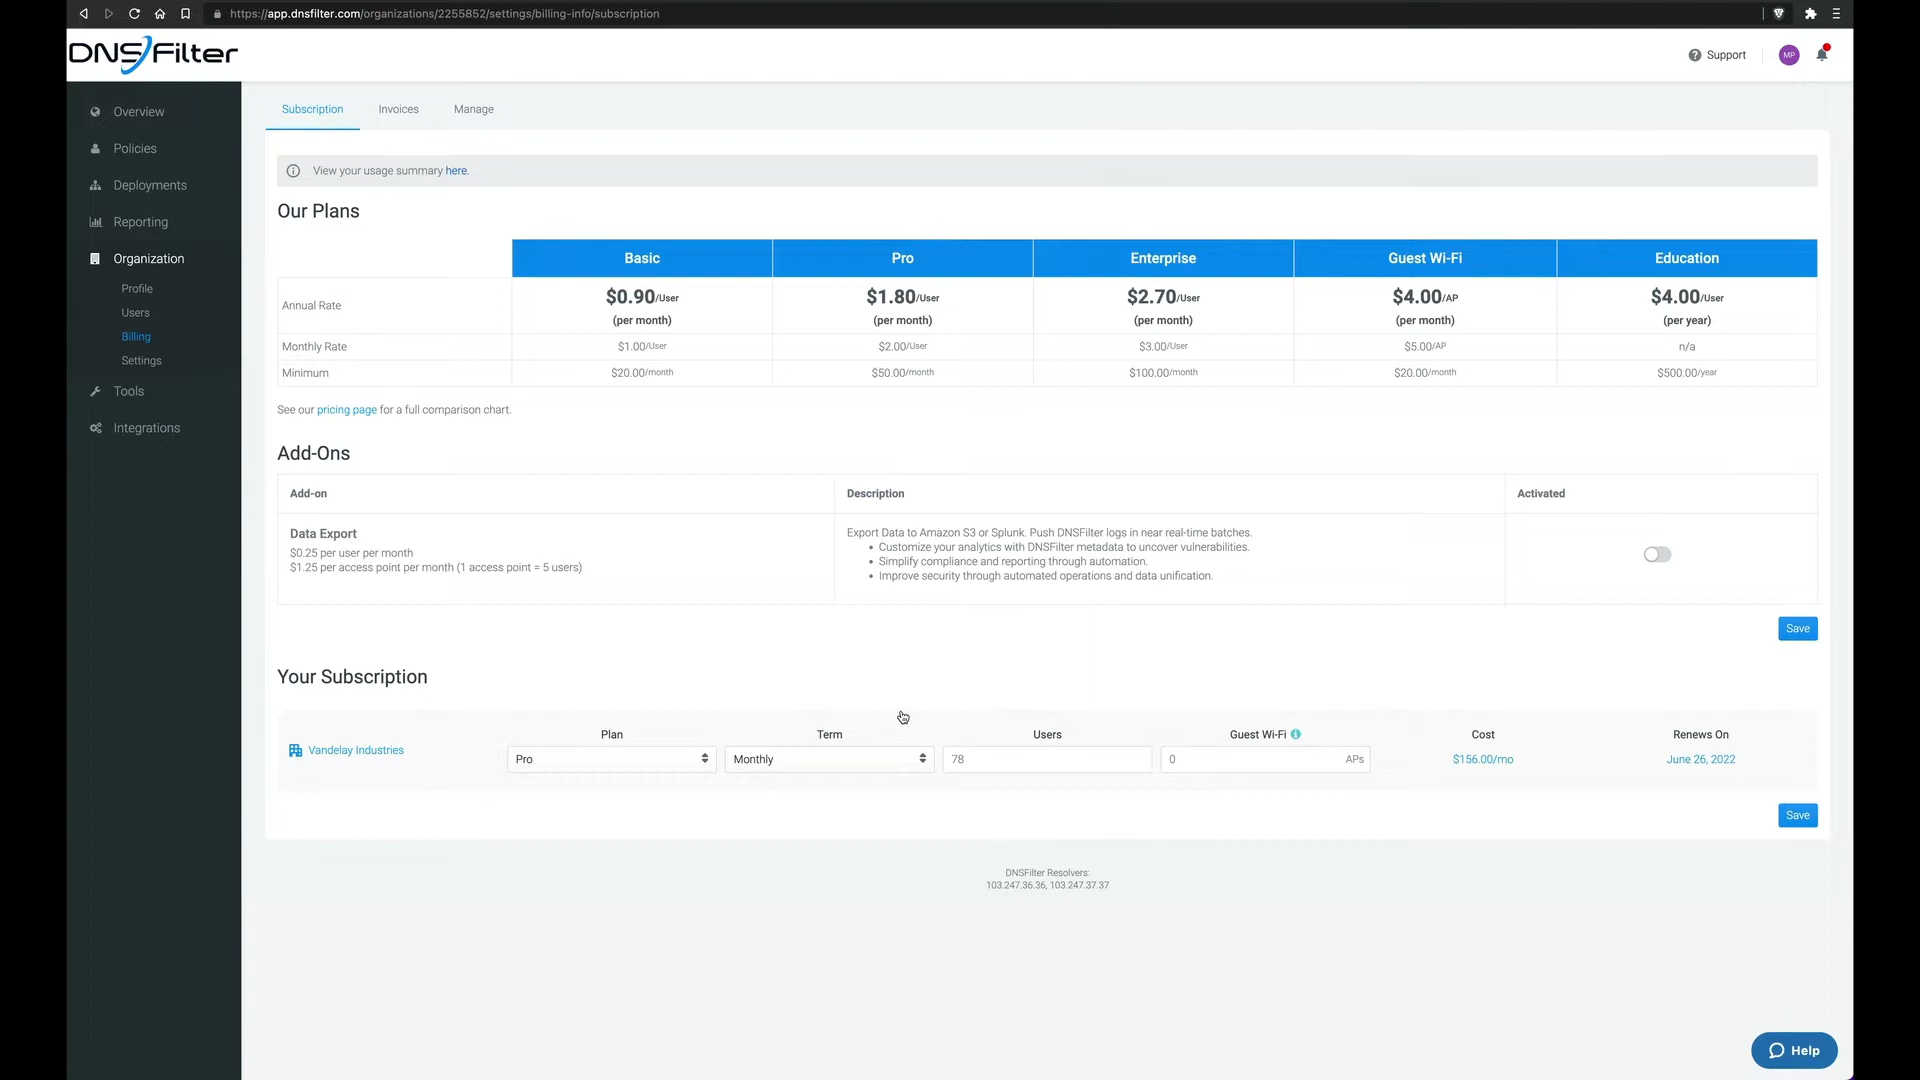 https://app.dnsfilter.com/organizations/2255852/settings/billing-info/subscription
DNSFilter
Support
MP
Overview
Policies
Deployments
Reporting
Organization
Profile
Users
Billing
Settings
Tools
Integrations
Subscription Invoices Manage
View your usage summary here.
Our Plans
Basic Pro Enterprise Guest Wi-Fi Education
Annual Rate $0.90/User (per month) $1.80/User (per month) $2.70/User (per month) $4.00/AP (per month) $4.00/User (per year)
Monthly Rate $1.00/User $2.00/User $3.00/User $5.00/AP n/a
Minimum $20.00/month $50.00/month $100.00/month $20.00/month $500.00/year
See our pricing page for a full comparison chart.
Add-Ons
Add-on Description Activated
Data Export
$0.25 per user per month
$1.25 per access point per month (1 access point = 5 users)
Export Data to Amazon S3 or Splunk. Push DNSFilter logs in near real-time batches.
• Customize your analytics with DNSFilter metadata to uncover vulnerabilities.
• Simplify compliance and reporting through automation.
• Improve security through automated operations and data unification.
Save
Your Subscription
Plan Term Users Guest Wi-Fi Cost Renews On
Vandelay Industries Pro Monthly 78 0 APs $156.00/mo June 26, 2022
Save
DNSFilter Resolvers:
103.247.36.36, 103.247.37.37
Help